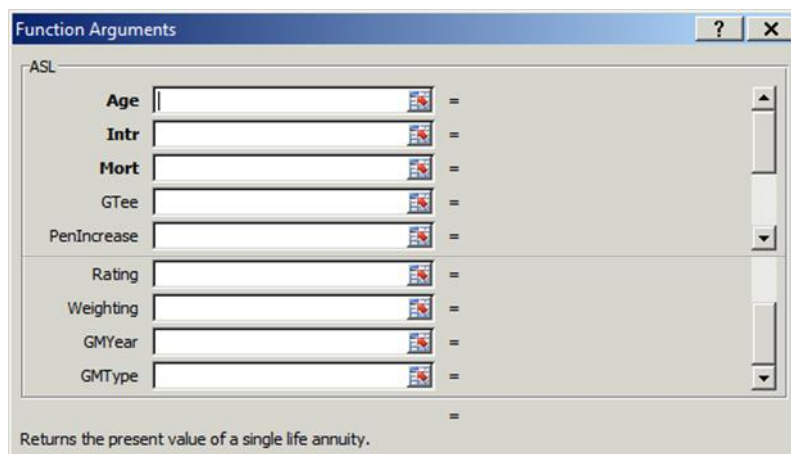 Function Arguments ? X
ASL
Age =
Intr =
Mort =
GTee =
PenIncrease =
Rating =
Weighting =
GMYear =
GMType =
=
Returns the present value of a single life annuity.